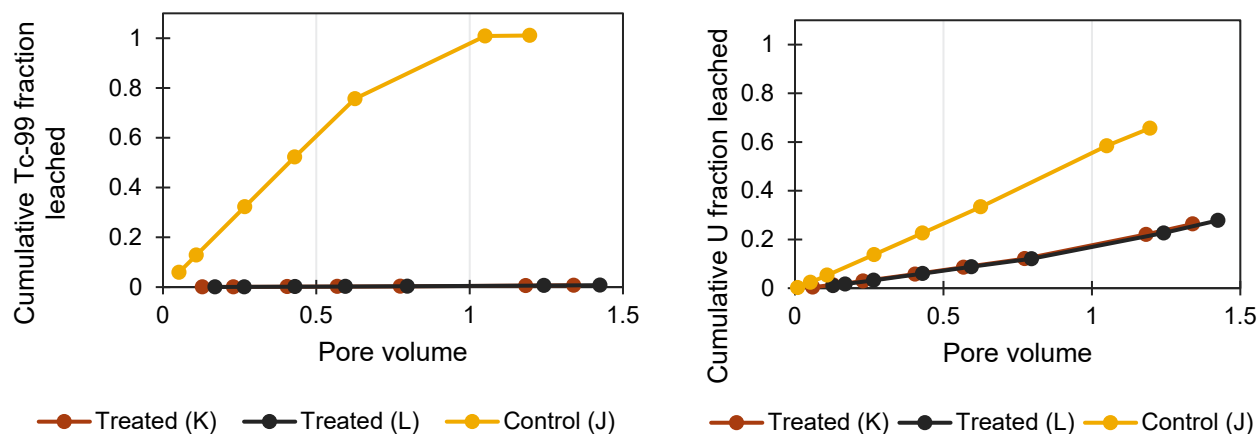 Cumulative Tc-99 fraction
leached
1
0.8
0.6
0.4
0.2
0
0
0.5
1
1.5
Pore volume
Treated (K)
Treated (L)
Control (J)
Cumulative U fraction leached
1
0.8
0.6
0.4
0.2
0
0
0.5
1
1.5
Pore volume
Treated (K)
Treated (L)
Control (J)